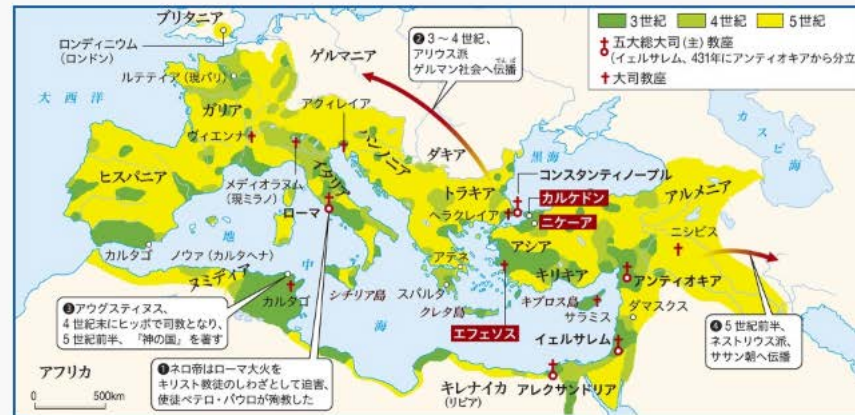 3世紀 4世紀 5世紀
五大総大司(主)教座
(イェルサレム、431年にアンティオキアから分立)
大司教座
ブリタニア
ロンディニウム
(ロンドン)
ゲルマニア
❷3～4世紀、
アリウス派
ゲルマン社会へ伝播
でんぱ
ルテティア(現パリ)
大西洋
ガリア
アクィレイア
ヴィエンナ
パンノニア
ダキア
黒海
カスピ海
コンスタンティノープル
ヒスパニア
メディオラヌム
(現ミラノ)
イタリア
トラキア
カルケドン
アルメニア
ローマ
ヘラクレイア
ニケーア
ニシビス
地中海
アジア
カルタゴ
ノウァ(カルタヘナ)
アテネ
キリキア
アンティオキア
ヌミディア
シチリア島
スパルタ
キプロス島
カルタゴ
クレタ島
サラミス
ダマスクス
❸アウグスティヌス、
4世紀末にヒッポで司教となり、
5世紀前半、『神の国』を著す
エフェソス
イェルサレム
❹5世紀前半、
ネストリウス派、
ササン朝へ伝播
アフリカ
❶ネロ帝はローマ大火を
キリスト教徒のしわざとして迫害、
使徒ペテロ・パウロが殉教した
キレナイカ
(リビア)
アレクサンドリア
0 500km